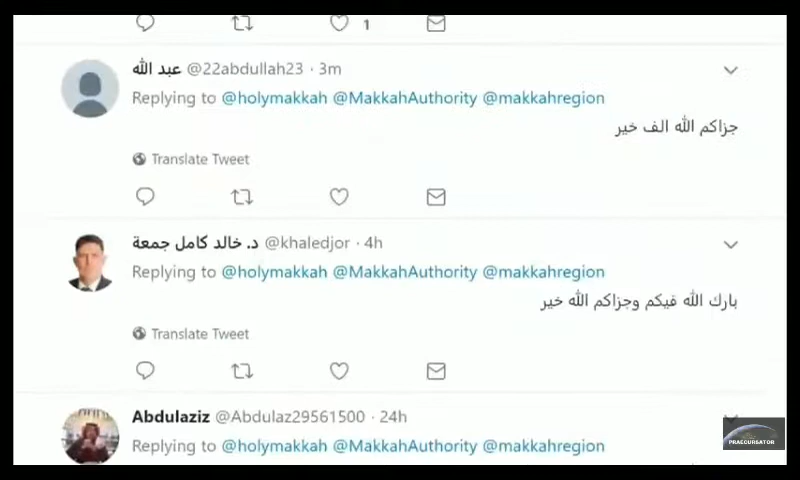 1
عبد الله @22abdullah23 · 3m
Replying to @holymakkah @MakkahAuthority @makkahregion
جزاكم الله الف خير
Translate Tweet
د. خالد كامل جمعة @khaledjor · 4h
Replying to @holymakkah @MakkahAuthority @makkahregion
بارك الله فيكم وجزاكم الله خير
Translate Tweet
Abdulaziz @Abdulaz29561500 · 24h
Replying to @holymakkah @MakkahAuthority @makkahregion
PRAECURSATOR